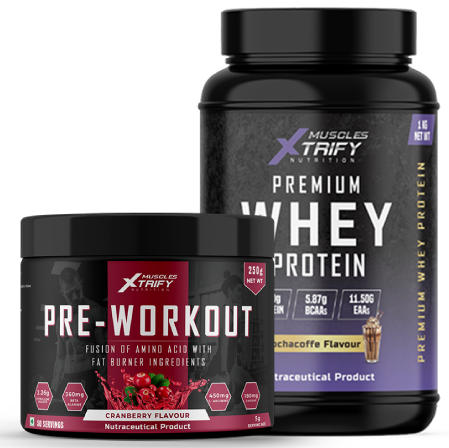 MUSCLES
XTRIFY
NUTRITION
PREMIUM
WHEY
PROTEIN
1 KG
NET WT
PREMIUM WHEY PROTEIN
5.87g
BCAAs
11.50G
EAAs
Flavour
Nutraceutical Product
MUSCLES
XTRIFY
NUTRITION
250g
NET WT
PRE-WORKOUT
FUSION OF AMINO ACID WITH
FAT BURNER INGREDIENTS
360mg
450mg
CRANBERRY FLAVOUR
30 SERVINGS
Nutraceutical Product
5g